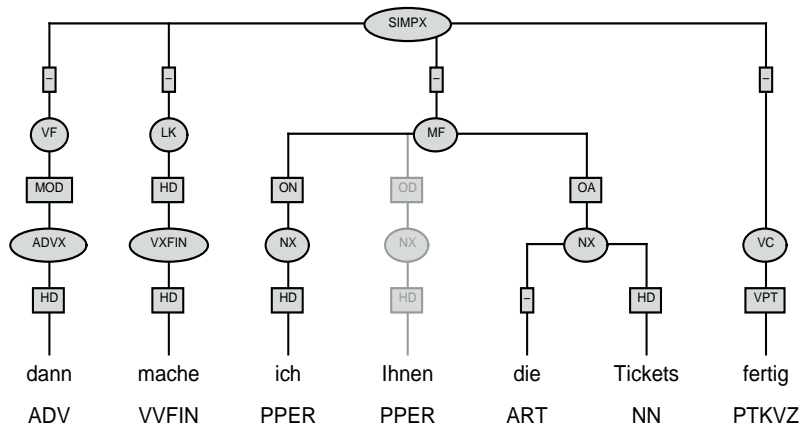 SIMPX
– – – –
VF LK MF
MOD HD ON OD OA
ADVX VXFIN NX NX NX VC
HD HD HD HD – HD VPT
dann mache ich Ihnen die Tickets fertig
ADV VVFIN PPER PPER ART NN PTKVZ